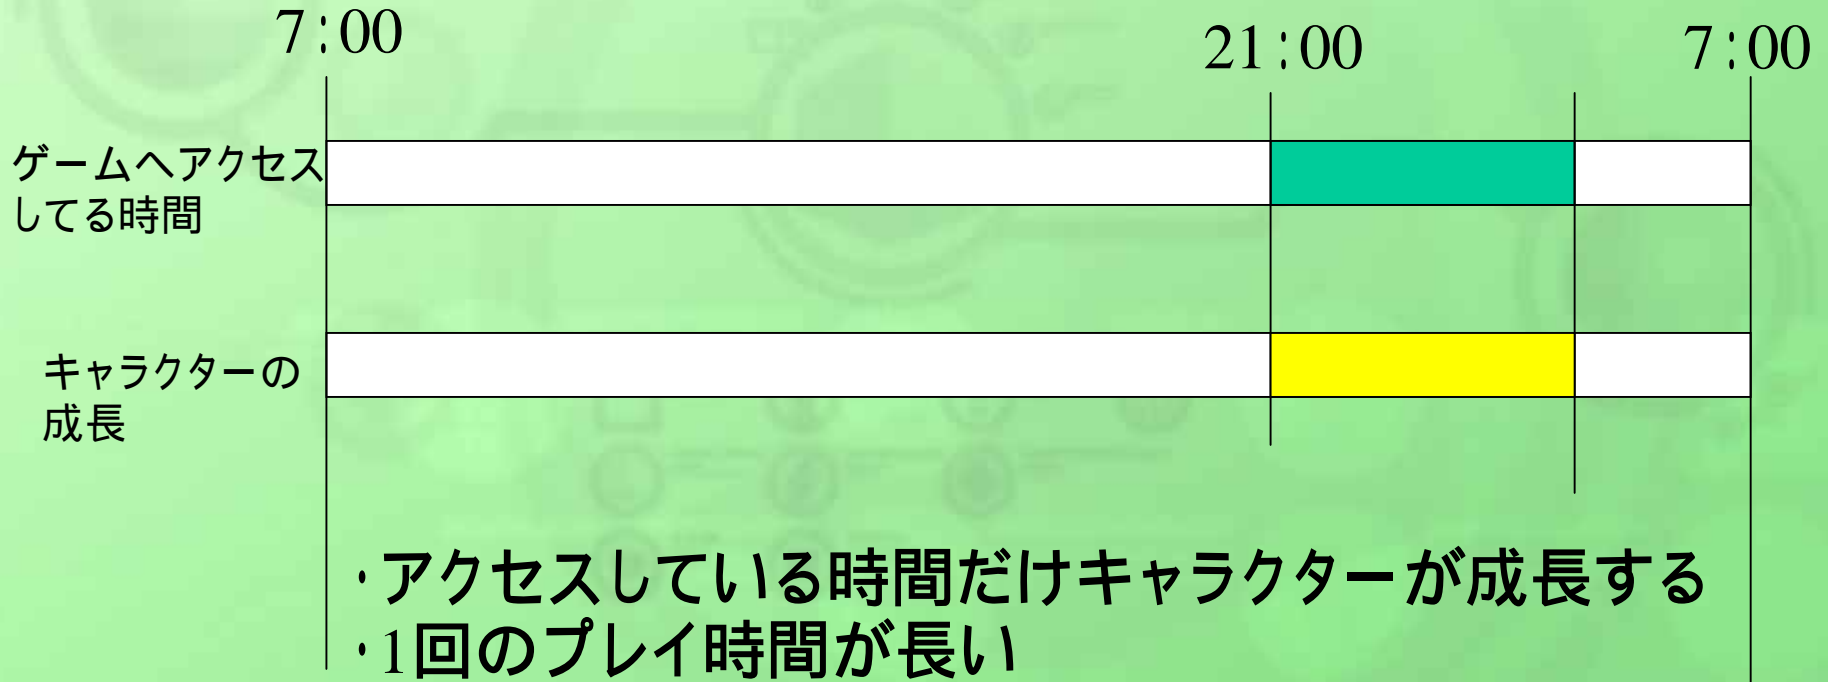 7:00
21:00
7:00
ゲームへアクセス
してる時間
キャラクターの
成長
・アクセスしている時間だけキャラクターが成長する
・1回のプレイ時間が長い